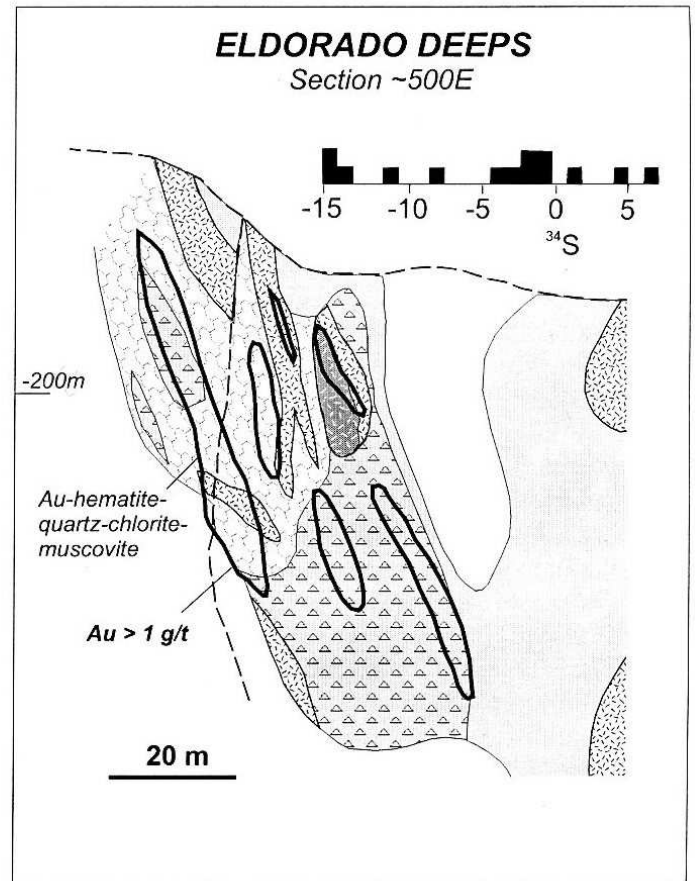 ELDORADO DEEPS
Section ~500E
-15 -10 -5 0 5
³⁴S
-200m
Au-hematite-
quartz-chlorite-
muscovite
Au > 1 g/t
20 m